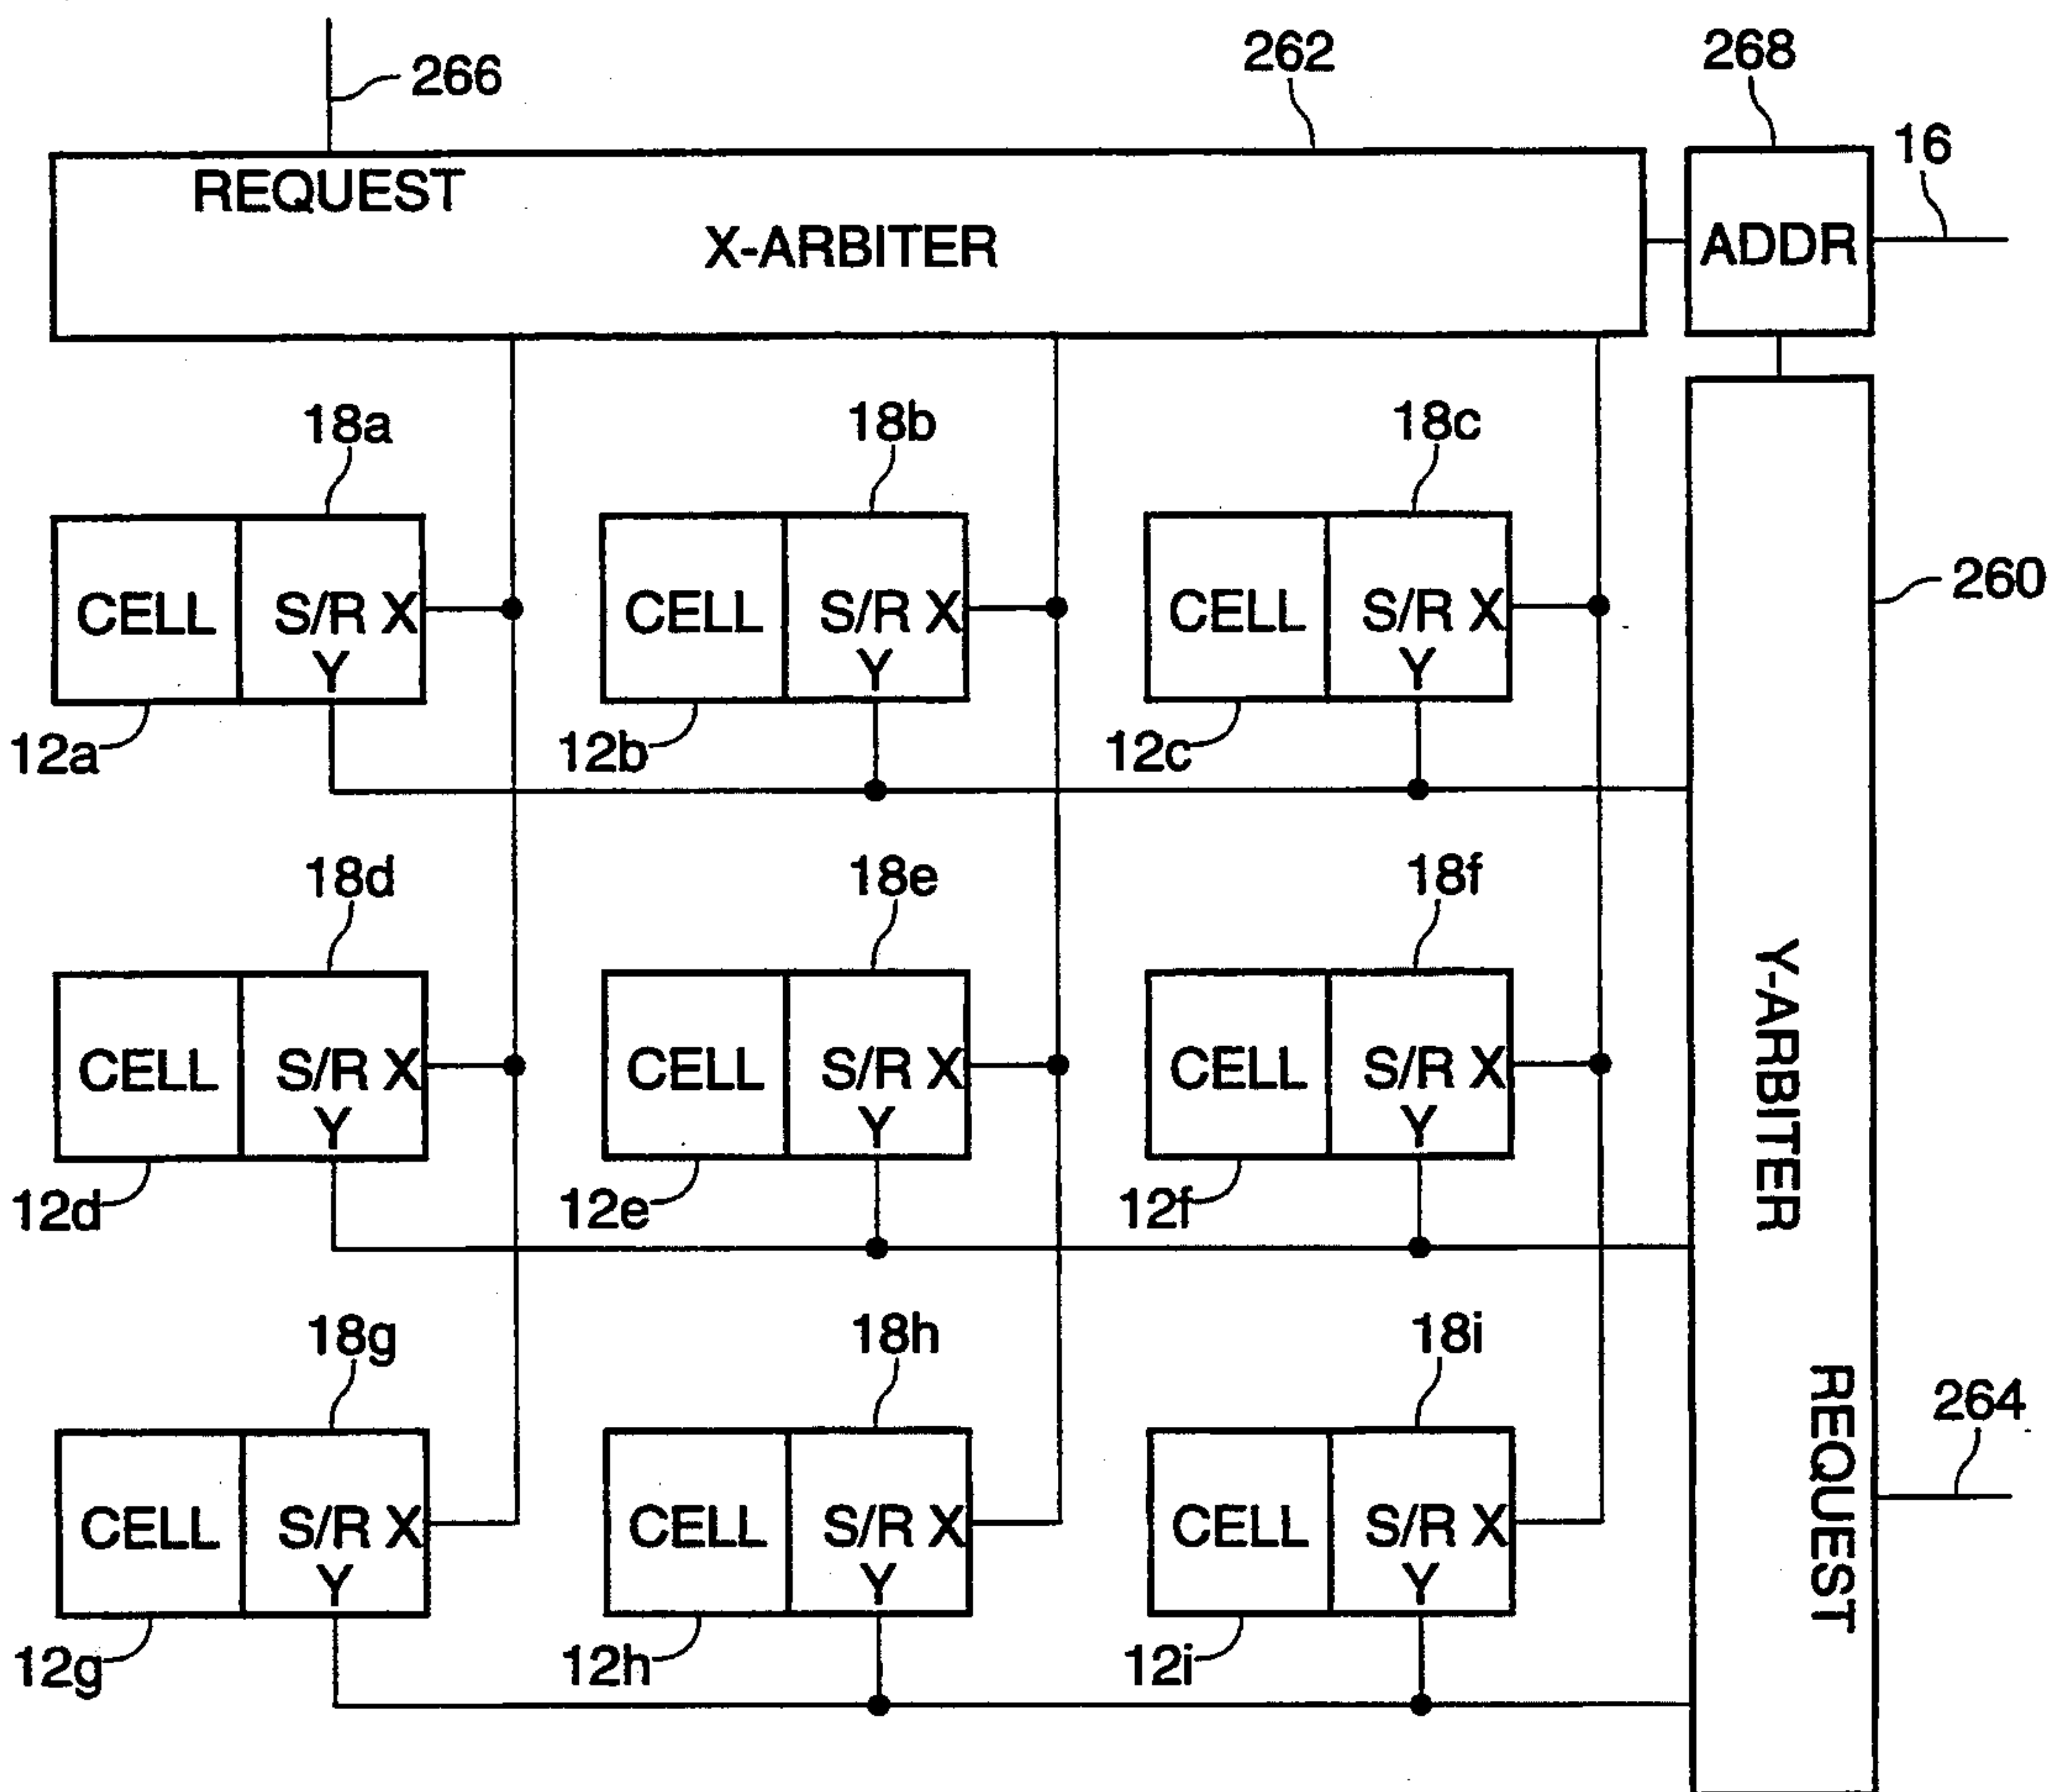 266
262
268
16
REQUEST
X-ARBITER
ADDR
18a
18b
18c
260
CELL
S/R X
Y
CELL
S/R X
Y
CELL
S/R X
Y
12a
12b
12c
18d
18e
18f
Y-ARBITER
CELL
S/R X
Y
CELL
S/R X
Y
CELL
S/R X
Y
12d
12e
12f
18g
18h
18i
REQUEST
264
CELL
S/R X
Y
CELL
S/R X
Y
CELL
S/R X
Y
12g
12h
12i